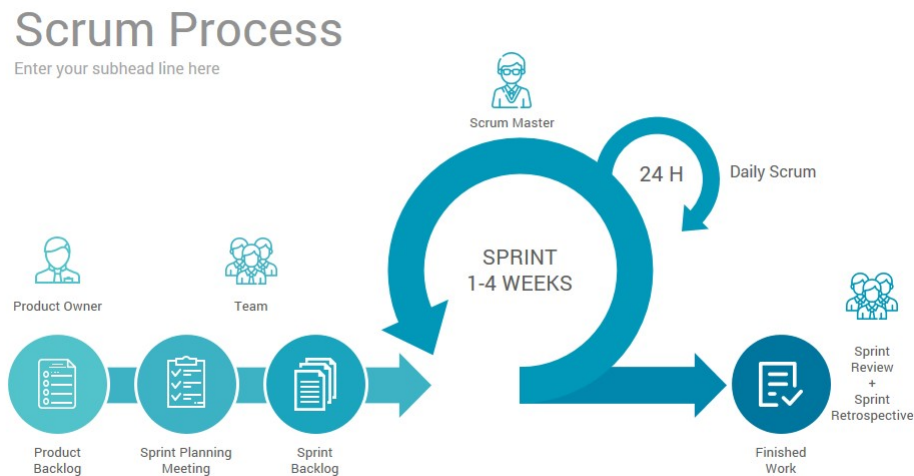 Scrum Process
Enter your subhead line here
Scrum Master
24 H
Daily Scrum
SPRINT
1-4 WEEKS
Product Owner
Team
Product
Backlog
Sprint Planning
Meeting
Sprint
Backlog
Finished
Work
Sprint
Review
+
Sprint
Retrospective